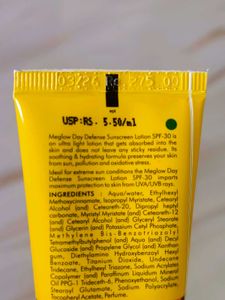 03/26 275.00
USP:RS. 5.50/ml
Meglow Day Defense Sunscreen Lotion SPF-30 is
an ultra light lotion that gets absorbed into the
skin and does not leave any sticky residue. Its
soothing & hydrating formula preserves your skin
from sun, pollution and oxidative stress.
Ideal for extreme sun conditions the Meglow Day
Defense Sunscreen Lotion SPF-30 imparts
maximum protection to skin from UVA/UVB rays.
INGREDIENTS : Aqua/water, Ethylhexyl
Methoxycinnamate, Isopropyl Myristate, Cetearyl
Alcohol (and) Ceteareth-20, Dipropyl heptyl
carbonate, Myristyl Myristate (and) Ceteareth-12
(and) Cetearyl Alcohol (and) Glyceryl Stearate
(and) Glycerin (and) Potassium Cetyl Phosphate,
Methylene Bis-Benzotriazolyl
Tetramethylbutylphenol (and) Aqua (and) Decyl
Glucoside (and) Propylene Glycol (and) Xanthan
gum, Diethylamino Hydroxybenzoyl Hexyl
Benzoate, Titanium Dioxide, Undecane
Tridecane, Ethylhexyl Triazone, Sodium Acrylates
Copolymer (and) Paraffinum Liquidum Mineral
Oil PPG-1 Trideceth-6, Phenoxyethanol, Sodium
Stearoyl Glutamate, Sodium Polyacrylate,
Tocopheryl Acetate, Perfume.